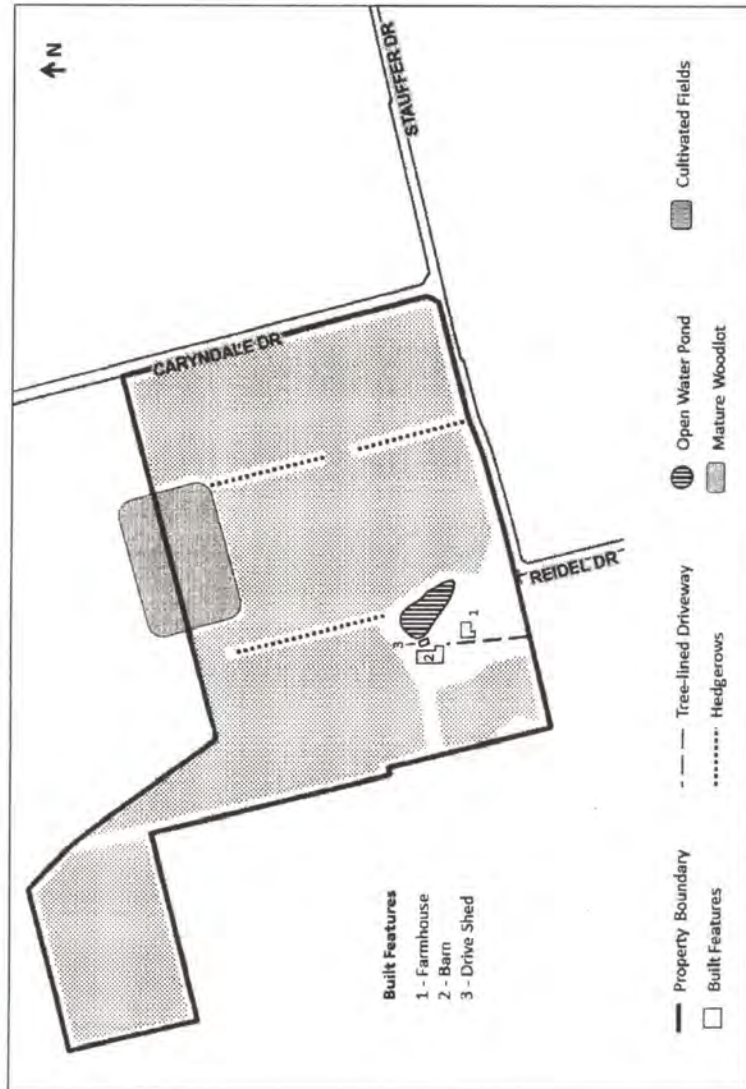 N
STAUFFER DR
CARYNDALE DR
REIDEL DR
3
2
1
Built Features
1 - Farmhouse
2 - Barn
3 - Drive Shed
Property Boundary
Tree-lined Driveway
Open Water Pond
Cultivated Fields
Built Features
Hedgerows
Mature Woodlot